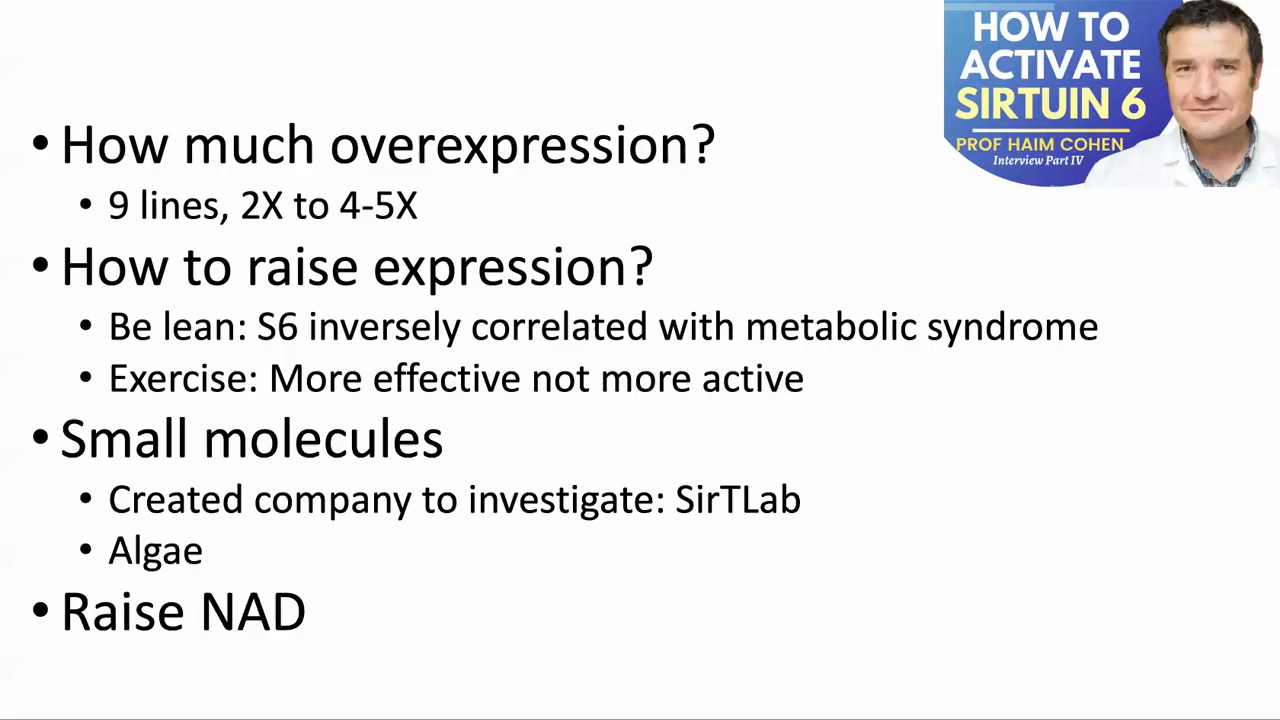 HOW TO
ACTIVATE
SIRTUIN 6
PROF HAIM COHEN
Interview Part IV
• How much overexpression?
• 9 lines, 2X to 4-5X
• How to raise expression?
• Be lean: S6 inversely correlated with metabolic syndrome
• Exercise: More effective not more active
• Small molecules
• Created company to investigate: SirTLab
• Algae
• Raise NAD